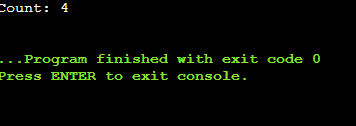 Count: 4
...Program finished with exit code 0
Press ENTER to exit console.